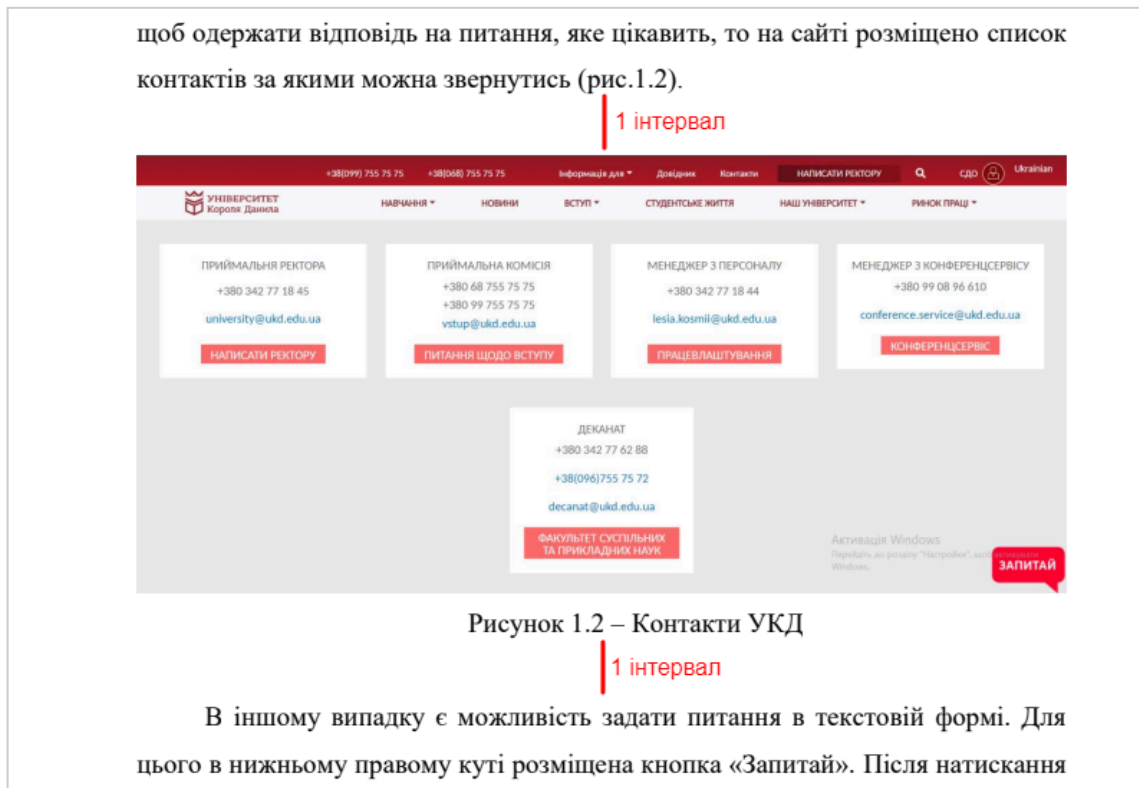 щоб одержати відповідь на питання, яке цікавить, то на сайті розміщено список
контактів за якими можна звернутись (рис.1.2).
1 інтервал
+38(099) 755 75 75 +38(068) 755 75 75 Інформація для Довідник Контакти НАПИСАТИ РЕКТОРУ СДО Ukrainian
УНІВЕРСИТЕТ
Короля Данила
НАВЧАННЯ НОВИНИ ВСТУП СТУДЕНТСЬКЕ ЖИТТЯ НАШ УНІВЕРСИТЕТ РИНОК ПРАЦІ
ПРИЙМАЛЬНЯ РЕКТОРА
+380 342 77 18 45
university@ukd.edu.ua
НАПИСАТИ РЕКТОРУ
ПРИЙМАЛЬНА КОМІСІЯ
+380 68 755 75 75
+380 99 755 75 75
vstup@ukd.edu.ua
ПИТАННЯ ЩОДО ВСТУПУ
МЕНЕДЖЕР З ПЕРСОНАЛУ
+380 342 77 18 44
lesia.kosmii@ukd.edu.ua
ПРАЦЕВЛАШТУВАННЯ
МЕНЕДЖЕР З КОНФЕРЕНЦСЕРВІСУ
+380 99 08 96 610
conference.service@ukd.edu.ua
КОНФЕРЕНЦСЕРВІС
ДЕКАНАТ
+380 342 77 62 88
+38(096)755 75 72
decanat@ukd.edu.ua
ФАКУЛЬТЕТ СУСПІЛЬНИХ
ТА ПРИКЛАДНИХ НАУК
Активація Windows
Перейдіть до розділу "Настройки", щоб
Windows.
ЗАПИТАЙ
Рисунок 1.2 – Контакти УКД
1 інтервал
В іншому випадку є можливість задати питання в текстовій формі. Для
цього в нижньому правому куті розміщена кнопка «Запитай». Після натискання